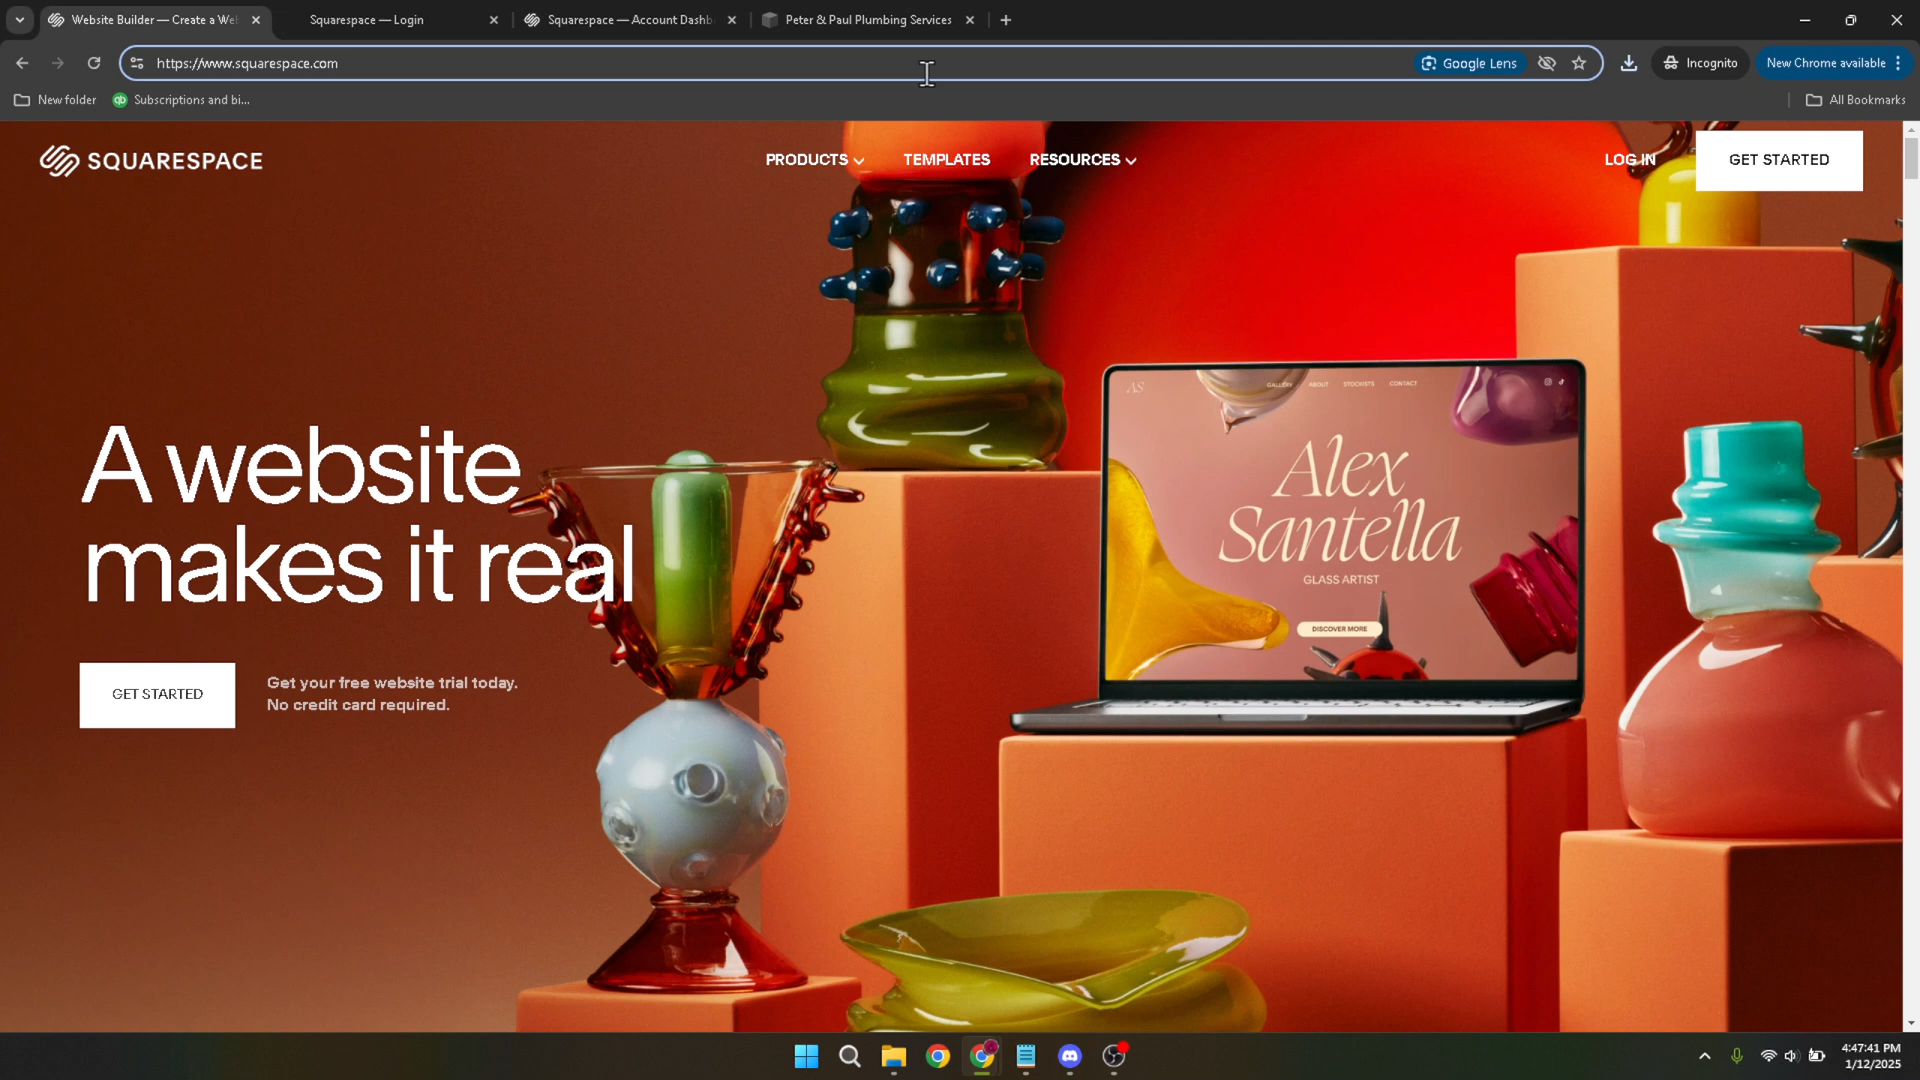 Website Builder — Create a We
Squarespace — Login
Squarespace — Account Dashb
Peter & Paul Plumbing Services
https://www.squarespace.com
Google Lens
Incognito
New Chrome available
New folder
Subscriptions and bi...
All Bookmarks
SQUARESPACE
PRODUCTS
TEMPLATES
RESOURCES
LOG IN
GET STARTED
AS
GALLERY
ABOUT
STOCKISTS
CONTACT
Alex
Santella
GLASS ARTIST
DISCOVER MORE
A website
makes it real
GET STARTED
Get your free website trial today.
No credit card required.
4:47:41 PM
1/12/2025